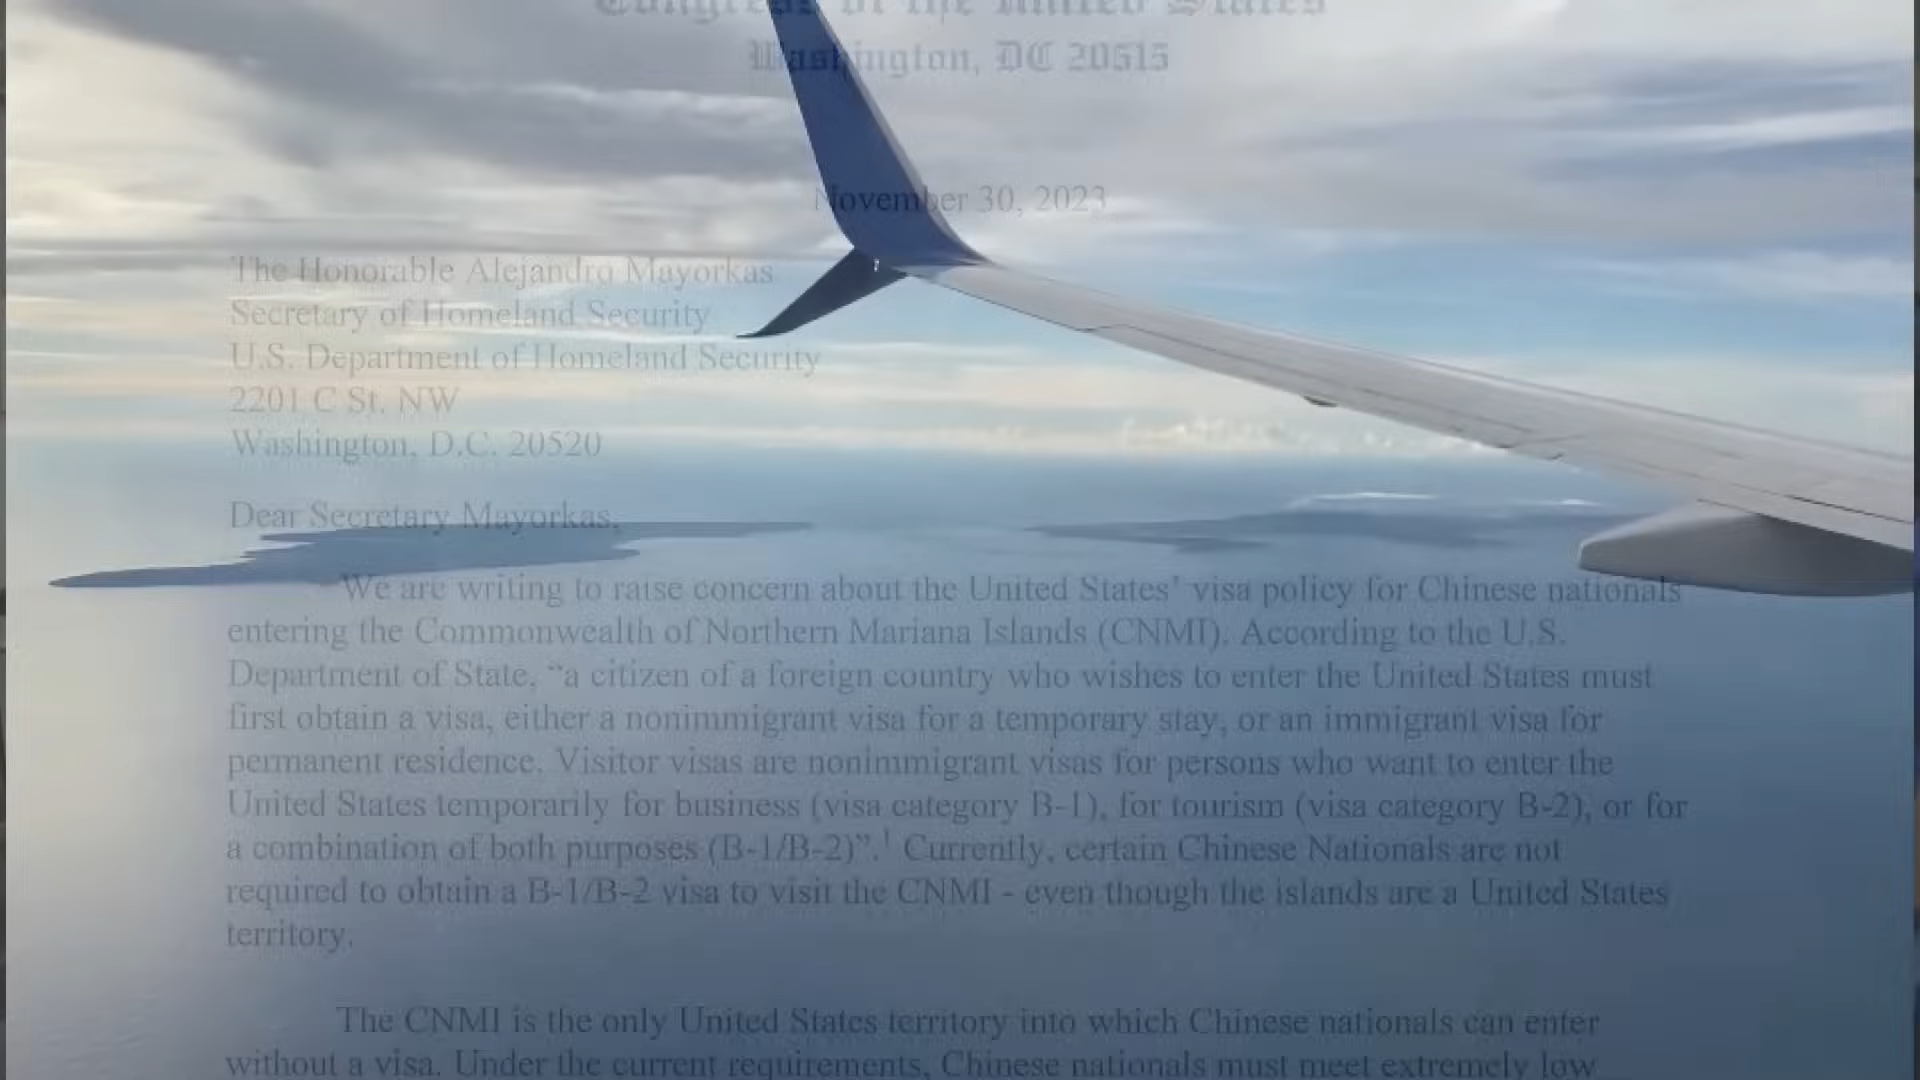 Congress of the United States
Washington, DC 20515
November 30, 2023
The Honorable Alejandro Mayorkas
Secretary of Homeland Security
U.S. Department of Homeland Security
2201 C St. NW
Washington, D.C. 20520
Dear Secretary Mayorkas,
We are writing to raise concern about the United States' visa policy for Chinese nationals
entering the Commonwealth of Northern Mariana Islands (CNMI). According to the U.S.
Department of State, “a citizen of a foreign country who wishes to enter the United States must
first obtain a visa, either a nonimmigrant visa for a temporary stay, or an immigrant visa for
permanent residence. Visitor visas are nonimmigrant visas for persons who want to enter the
United States temporarily for business (visa category B-1), for tourism (visa category B-2), or for
a combination of both purposes (B-1/B-2)”.¹ Currently, certain Chinese Nationals are not
required to obtain a B-1/B-2 visa to visit the CNMI - even though the islands are a United States
territory.
The CNMI is the only United States territory into which Chinese nationals can enter
without a visa. Under the current requirements, Chinese nationals must meet extremely low